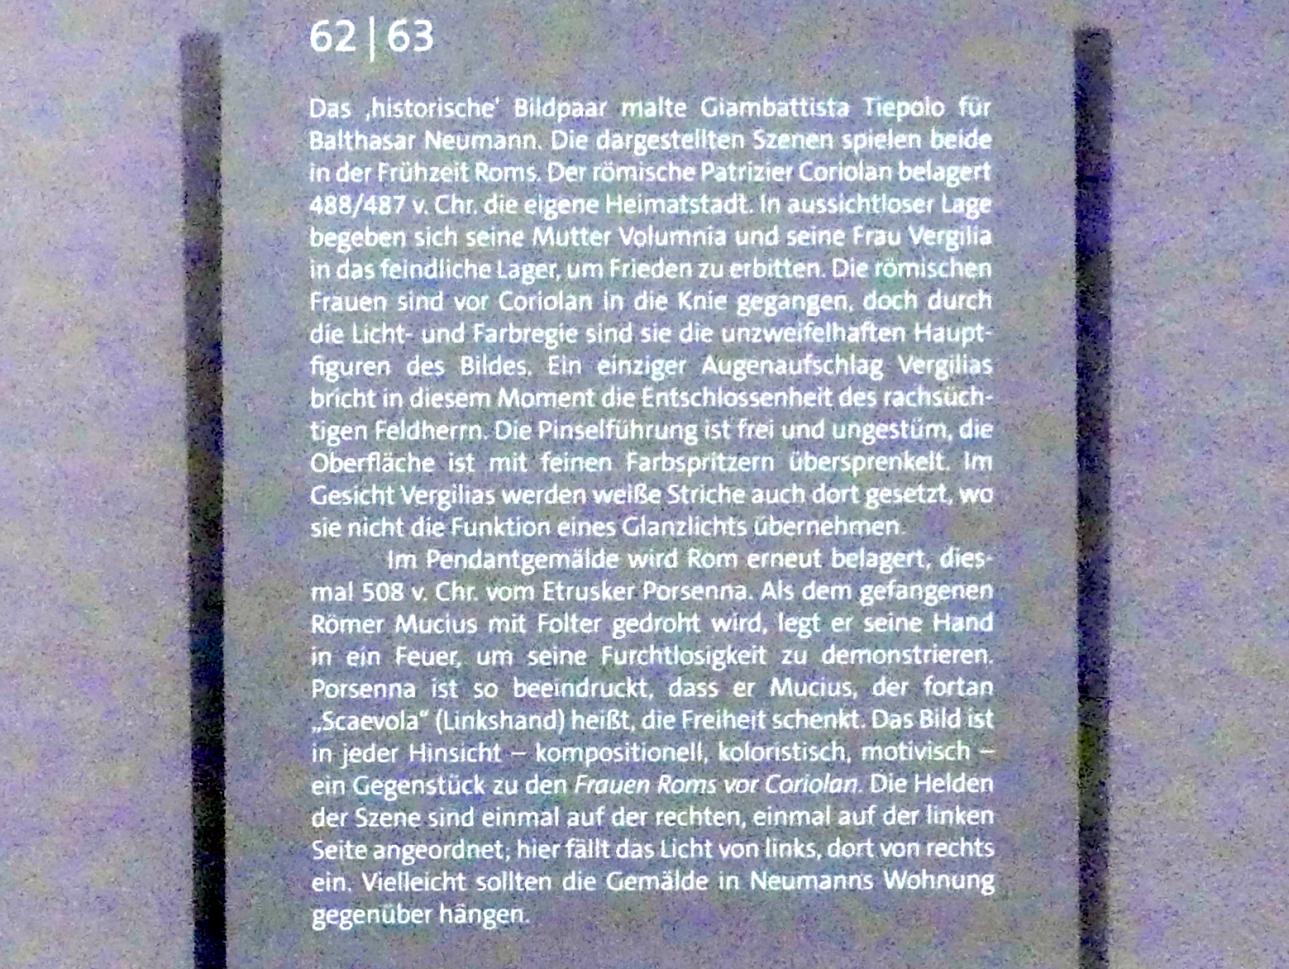 62 | 63
Das ‚historische' Bildpaar malte Giambattista Tiepolo für
Balthasar Neumann. Die dargestellten Szenen spielen beide
in der Frühzeit Roms. Der römische Patrizier Coriolan belagert
488/487 v. Chr. die eigene Heimatstadt. In aussichtloser Lage
begeben sich seine Mutter Volumnia und seine Frau Vergilia
in das feindliche Lager, um Frieden zu erbitten. Die römischen
Frauen sind vor Coriolan in die Knie gegangen, doch durch
die Licht- und Farbregie sind sie die unzweifelhaften Haupt-
figuren des Bildes. Ein einziger Augenaufschlag Vergilias
bricht in diesem Moment die Entschlossenheit des rachsüch-
tigen Feldherrn. Die Pinselführung ist frei und ungestüm, die
Oberfläche ist mit feinen Farbspritzern übersprenkelt. Im
Gesicht Vergilias werden weiße Striche auch dort gesetzt, wo
sie nicht die Funktion eines Glanzlichts übernehmen.
Im Pendantgemälde wird Rom erneut belagert, dies-
mal 508 v. Chr. vom Etrusker Porsenna. Als dem gefangenen
Römer Mucius mit Folter gedroht wird, legt er seine Hand
in ein Feuer, um seine Furchtlosigkeit zu demonstrieren.
Porsenna ist so beeindruckt, dass er Mucius, der fortan
„Scaevola“ (Linkshand) heißt, die Freiheit schenkt. Das Bild ist
in jeder Hinsicht – kompositionell, koloristisch, motivisch –
ein Gegenstück zu den Frauen Roms vor Coriolan. Die Helden
der Szene sind einmal auf der rechten, einmal auf der linken
Seite angeordnet; hier fällt das Licht von links, dort von rechts
ein. Vielleicht sollten die Gemälde in Neumanns Wohnung
gegenüber hängen.